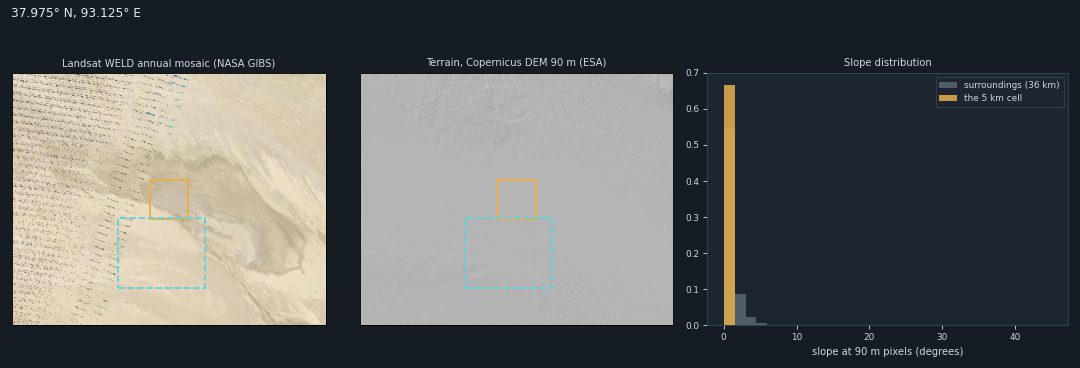 37.975° N, 93.125° E
Landsat WELD annual mosaic (NASA GIBS)
Terrain, Copernicus DEM 90 m (ESA)
Slope distribution
surroundings (36 km)
the 5 km cell
0.7
0.6
0.5
0.4
0.3
0.2
0.1
0.0
0 10 20 30 40
slope at 90 m pixels (degrees)